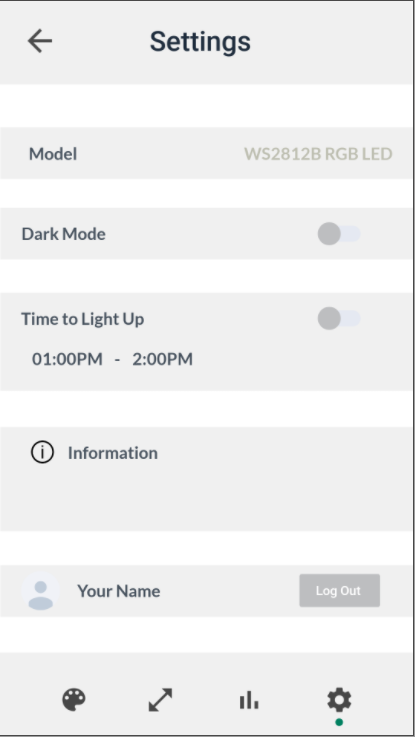 Settings
Model WS2812B RGB LED
Dark Mode
Time to Light Up
01:00PM - 2:00PM
Information
Your Name Log Out